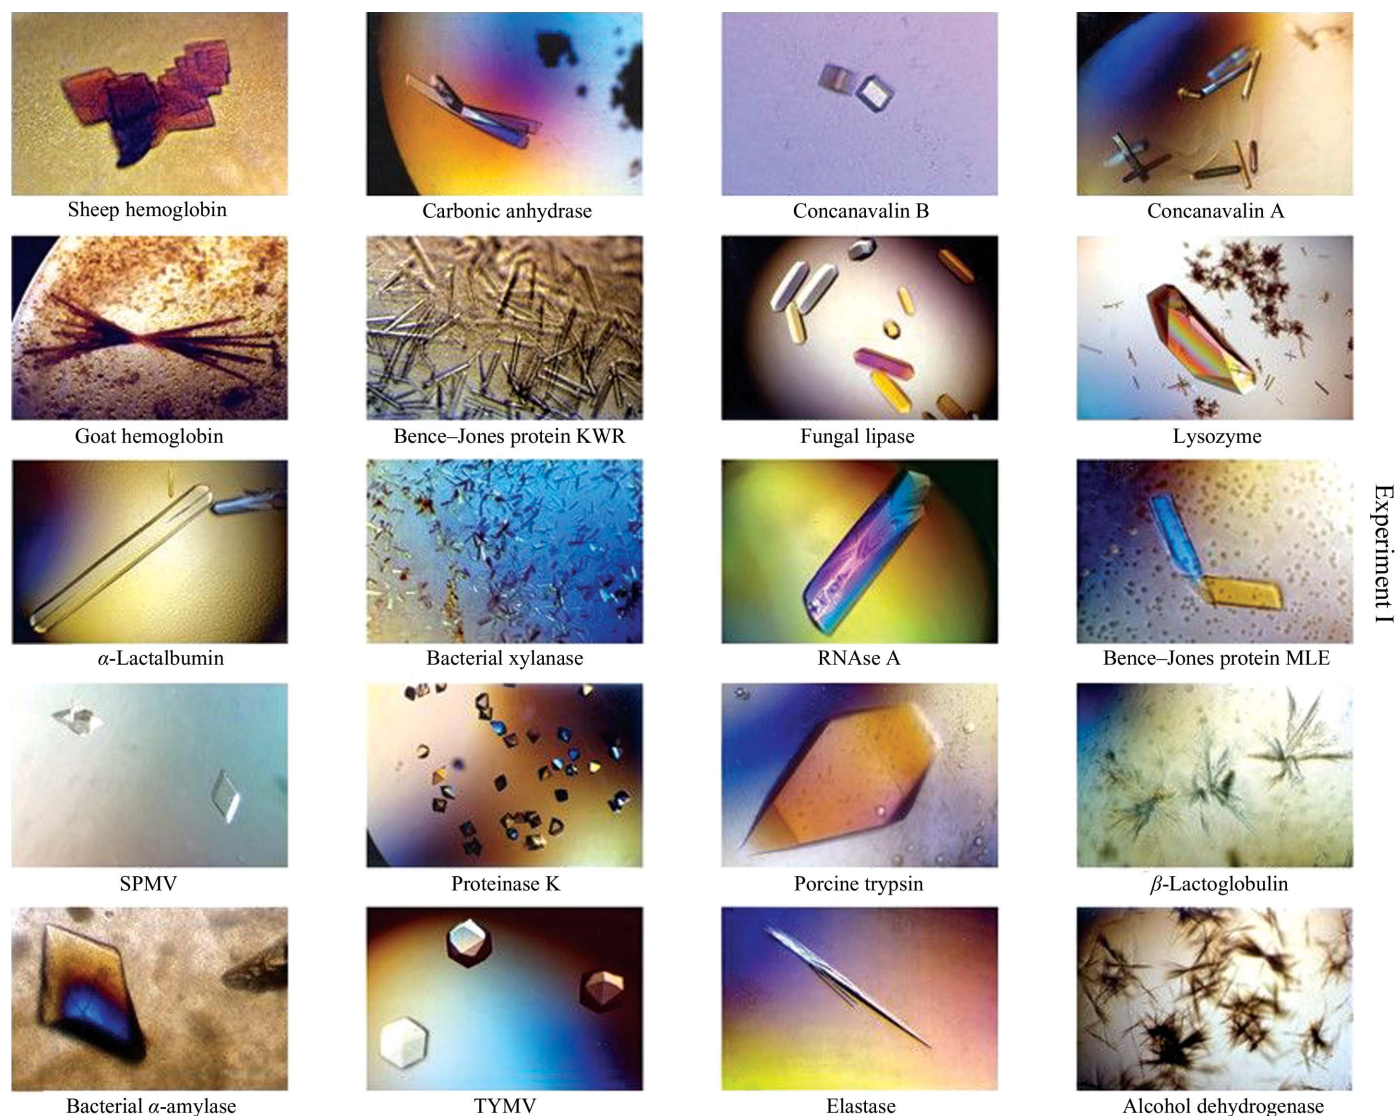 Sheep hemoglobin
Carbonic anhydrase
Concanavalin B
Concanavalin A
Goat hemoglobin
Bence–Jones protein KWR
Fungal lipase
Lysozyme
α-Lactalbumin
Bacterial xylanase
RNAse A
Bence–Jones protein MLE
Experiment I
SPMV
Proteinase K
Porcine trypsin
β-Lactoglobulin
Bacterial α-amylase
TYMV
Elastase
Alcohol dehydrogenase